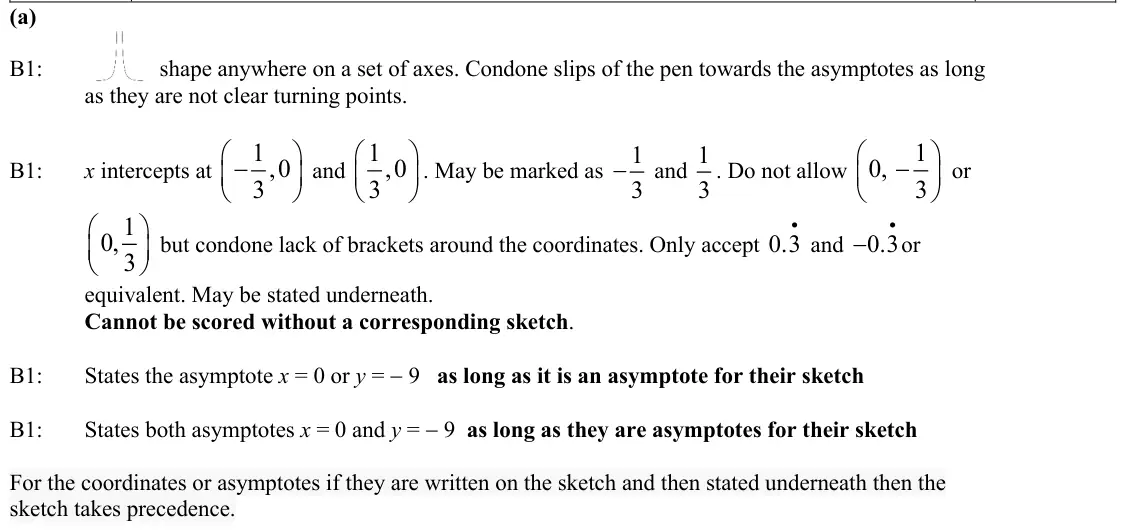 (a)
B1: shape anywhere on a set of axes. Condone slips of the pen towards the asymptotes as long
as they are not clear turning points.
B1: x intercepts at (−1/3, 0) and (1/3, 0). May be marked as −1/3 and 1/3. Do not allow (0, −1/3) or
(0, 1/3) but condone lack of brackets around the coordinates. Only accept 0.3̇ and −0.3̇ or
equivalent. May be stated underneath.
Cannot be scored without a corresponding sketch.
B1: States the asymptote x = 0 or y = – 9 as long as it is an asymptote for their sketch
B1: States both asymptotes x = 0 and y = – 9 as long as they are asymptotes for their sketch
For the coordinates or asymptotes if they are written on the sketch and then stated underneath then the
sketch takes precedence.